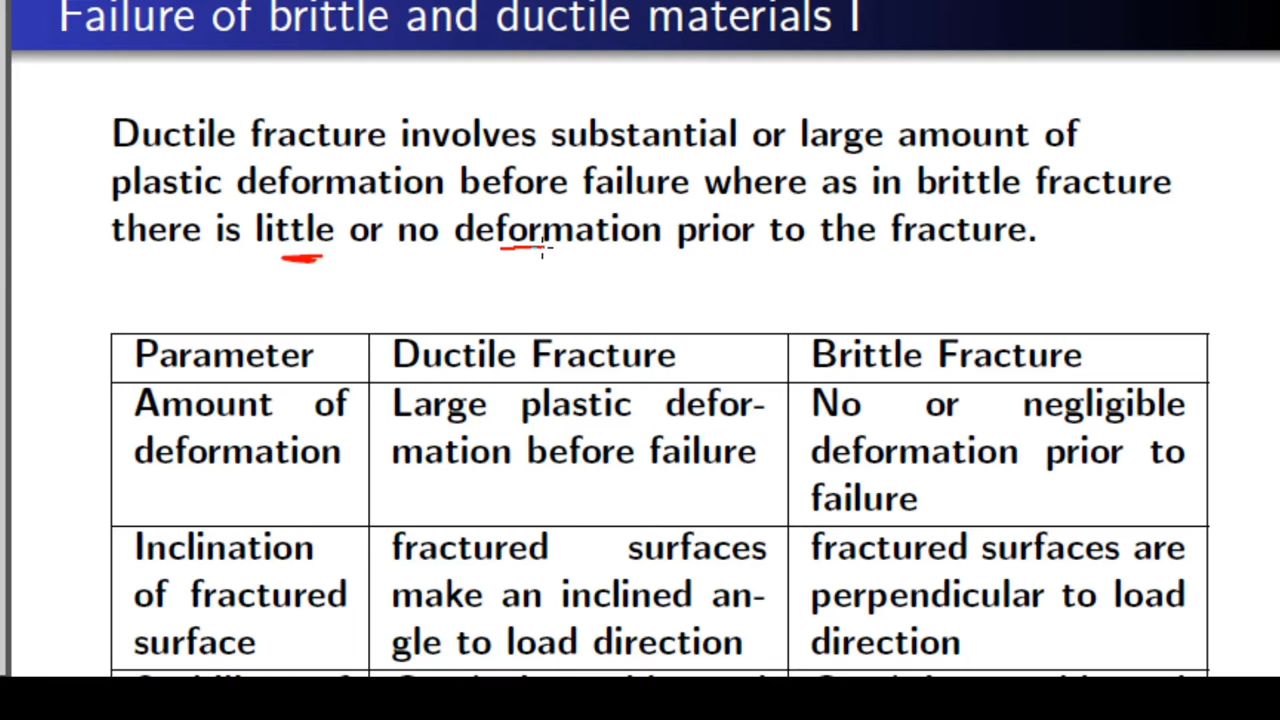 Failure of brittle and ductile materials I
Ductile fracture involves substantial or large amount of
plastic deformation before failure where as in brittle fracture
there is little or no deformation prior to the fracture.
Parameter Ductile Fracture Brittle Fracture
Amount of Large plastic defor- No or negligible
deformation mation before failure deformation prior to
failure
Inclination fractured surfaces fractured surfaces are
of fractured make an inclined an- perpendicular to load
surface gle to load direction direction